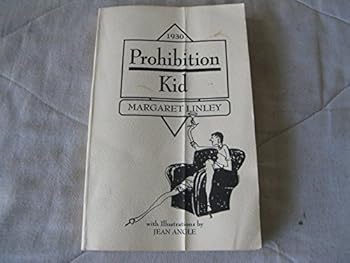 1930
Prohibition
Kid
MARGARET LINLEY
with Illustrations by
JEAN ANGLE